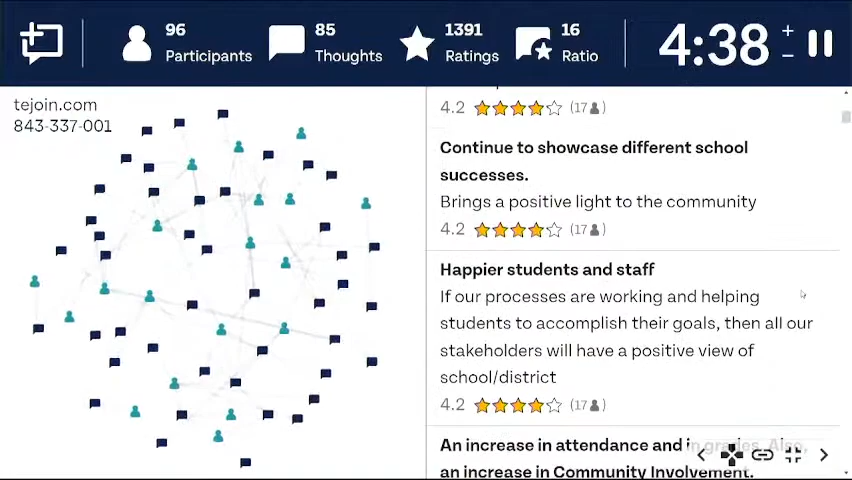 96
Participants
85
Thoughts
1391
Ratings
16
Ratio
4:38
tejoin.com
843-337-001
4.2 (17)
Continue to showcase different school
successes.
Brings a positive light to the community
4.2 (17)
Happier students and staff
If our processes are working and helping
students to accomplish their goals, then all our
stakeholders will have a positive view of
school/district
4.2 (17)
An increase in attendance and in grades. Also,
an increase in Community Involvement.